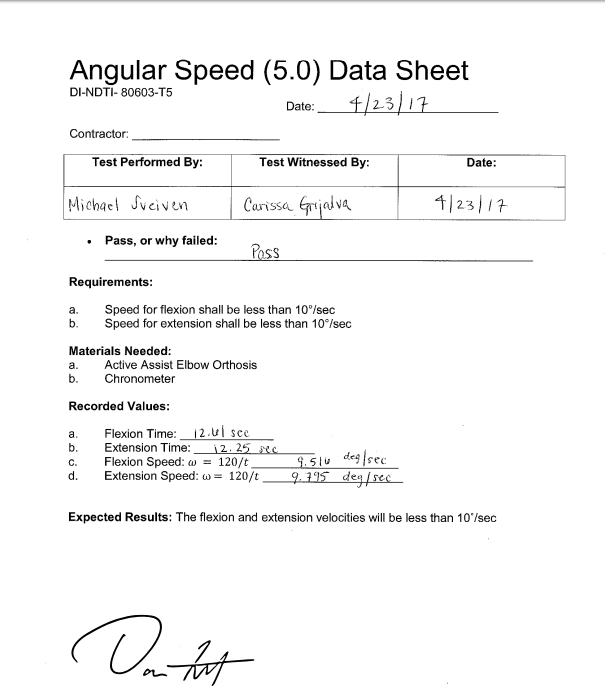 Angular Speed (5.0) Data Sheet
DI-NDTI- 80603-T5
Date: 4/23/17
Contractor:
Test Performed By: Test Witnessed By: Date:
Michael Sveiven Carissa Grijalva 4/23/17
• Pass, or why failed: Pass
Requirements:
a. Speed for flexion shall be less than 10°/sec
b. Speed for extension shall be less than 10°/sec
Materials Needed:
a. Active Assist Elbow Orthosis
b. Chronometer
Recorded Values:
a. Flexion Time: 12.61 sec
b. Extension Time: 12.25 sec
c. Flexion Speed: ω = 120/t 9.516 deg/sec
d. Extension Speed: ω = 120/t 9.795 deg/sec
Expected Results: The flexion and extension velocities will be less than 10°/sec